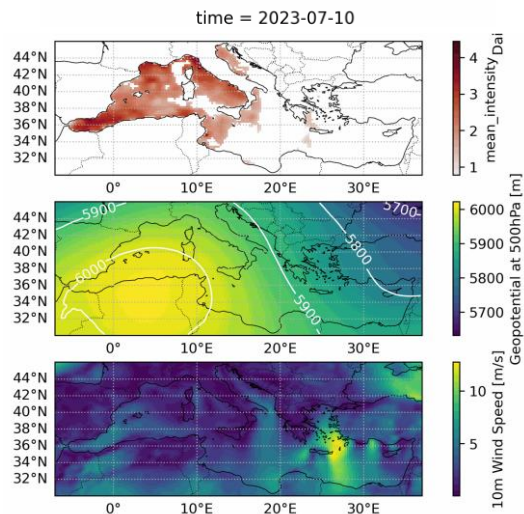 time = 2023-07-10
44°N
42°N
40°N
38°N
36°N
34°N
32°N
0°
10°E
20°E
30°E
4
3
2
1
mean_intensity
Dai
44°N
42°N
40°N
38°N
36°N
34°N
32°N
5900
6000
5900
5800
5700
0°
10°E
20°E
30°E
6000
5900
5800
5700
Geopotential at 500hPa [m]
44°N
42°N
40°N
38°N
36°N
34°N
32°N
0°
10°E
20°E
30°E
10
5
10m Wind Speed [m/s]